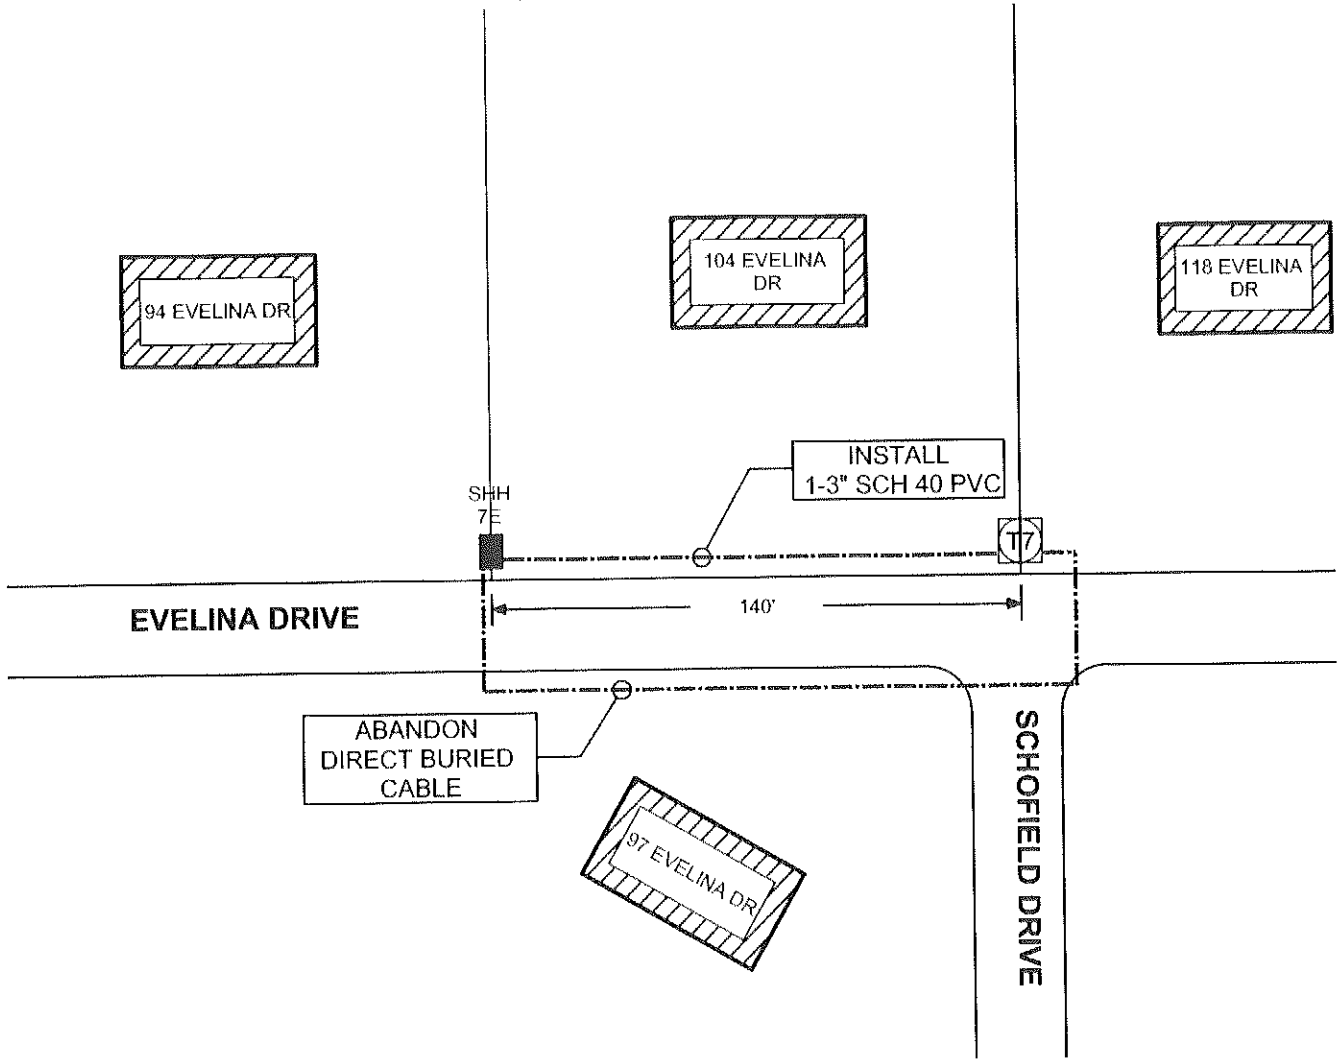 104 EVELINA
DR
118 EVELINA
DR
94 EVELINA DR
INSTALL
1-3" SCH 40 PVC
SHH
7E
T7
140'
EVELINA DRIVE
ABANDON
DIRECT BURIED
CABLE
SCHOFIELD DRIVE
97 EVELINA DR